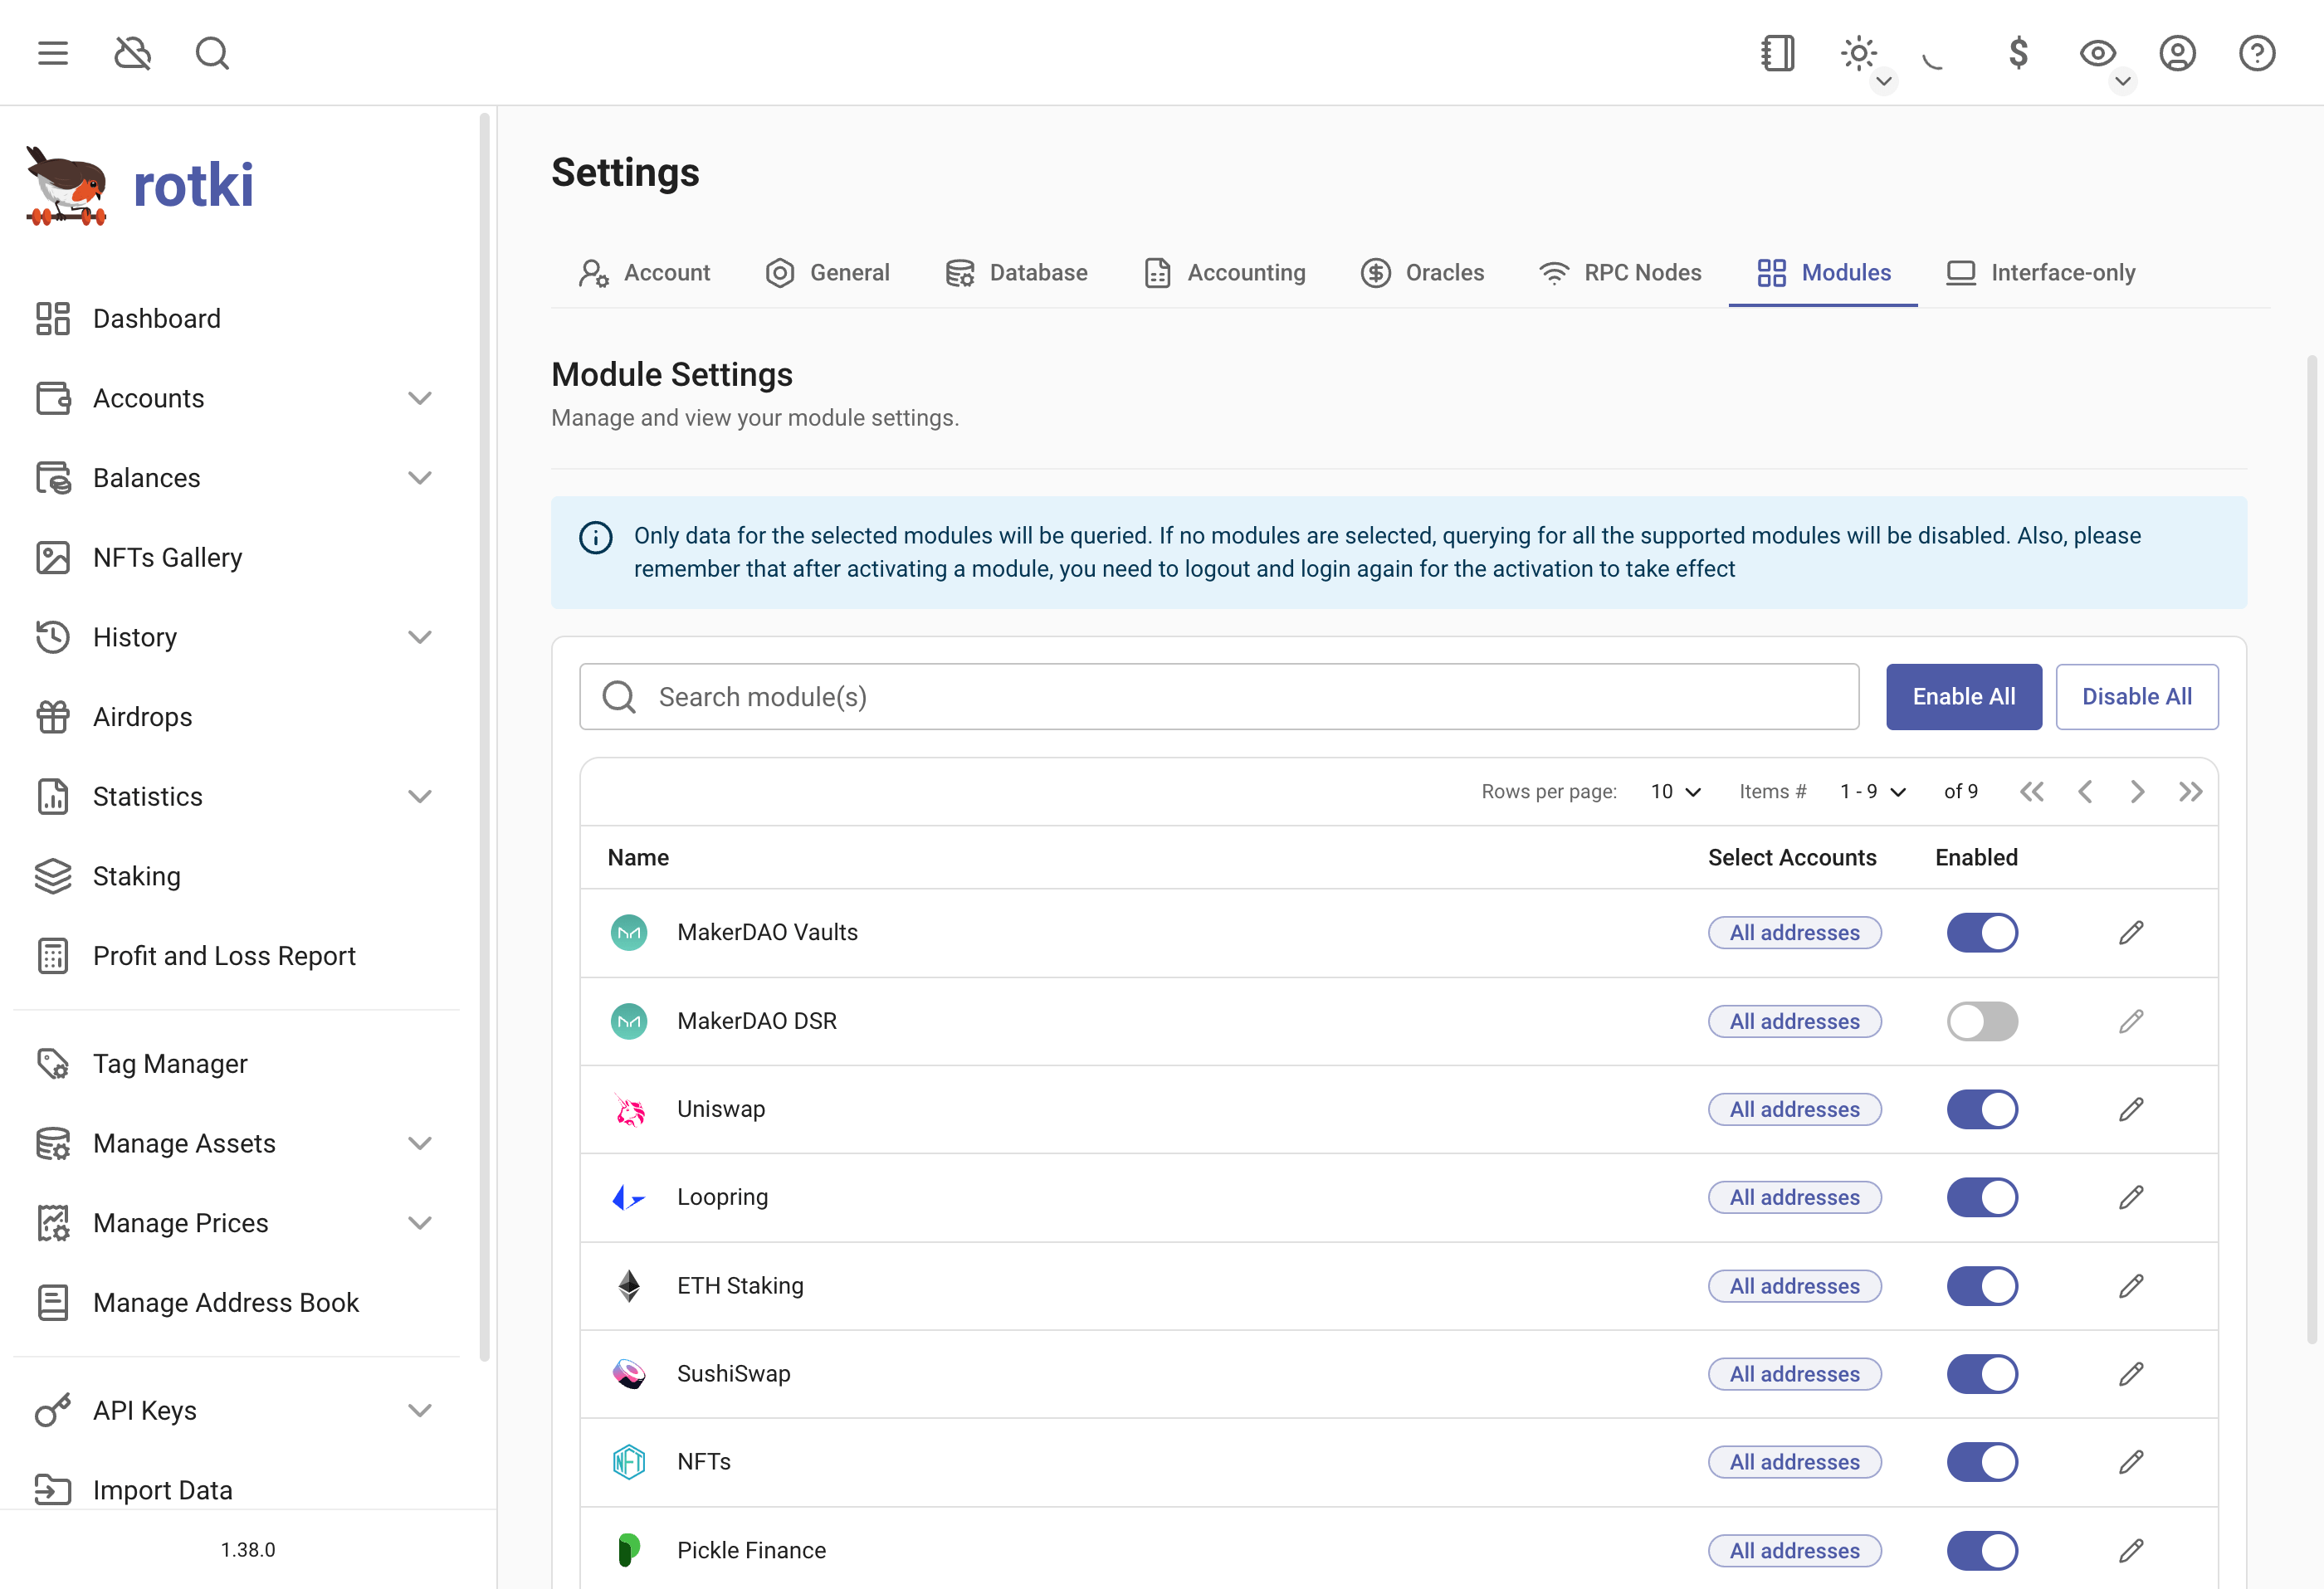 rotki
Dashboard
Accounts
Balances
NFTs Gallery
History
Airdrops
Statistics
Staking
Profit and Loss Report
Tag Manager
Manage Assets
Manage Prices
Manage Address Book
API Keys
Import Data
1.38.0
Settings
Account General Database Accounting Oracles RPC Nodes Modules Interface-only
Module Settings
Manage and view your module settings.
Only data for the selected modules will be queried. If no modules are selected, querying for all the supported modules will be disabled. Also, please
remember that after activating a module, you need to logout and login again for the activation to take effect
Search module(s) Enable All Disable All
Rows per page: 10 Items # 1 - 9 of 9
Name Select Accounts Enabled
MakerDAO Vaults All addresses
MakerDAO DSR All addresses
Uniswap All addresses
Loopring All addresses
ETH Staking All addresses
SushiSwap All addresses
NFT NFTs All addresses
Pickle Finance All addresses